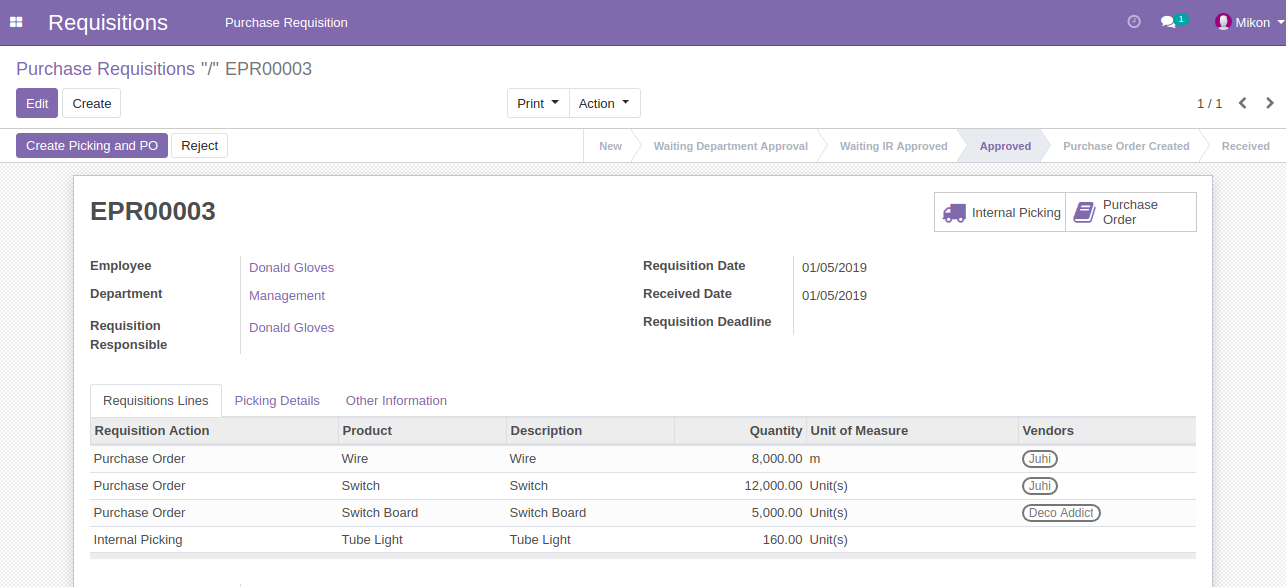 Requisitions Purchase Requisition 1 Mikon
Purchase Requisitions "/" EPR00003
Edit Create Print Action 1 / 1
Create Picking and PO Reject New Waiting Department Approval Waiting IR Approved Approved Purchase Order Created Received
EPR00003 Internal Picking Purchase Order
Employee Donald Gloves Requisition Date 01/05/2019
Department Management Received Date 01/05/2019
Requisition Responsible Donald Gloves Requisition Deadline
Requisitions Lines Picking Details Other Information
Requisition Action Product Description Quantity Unit of Measure Vendors
Purchase Order Wire Wire 8,000.00 m Juhi
Purchase Order Switch Switch 12,000.00 Unit(s) Juhi
Purchase Order Switch Board Switch Board 5,000.00 Unit(s) Deco Addict
Internal Picking Tube Light Tube Light 160.00 Unit(s)